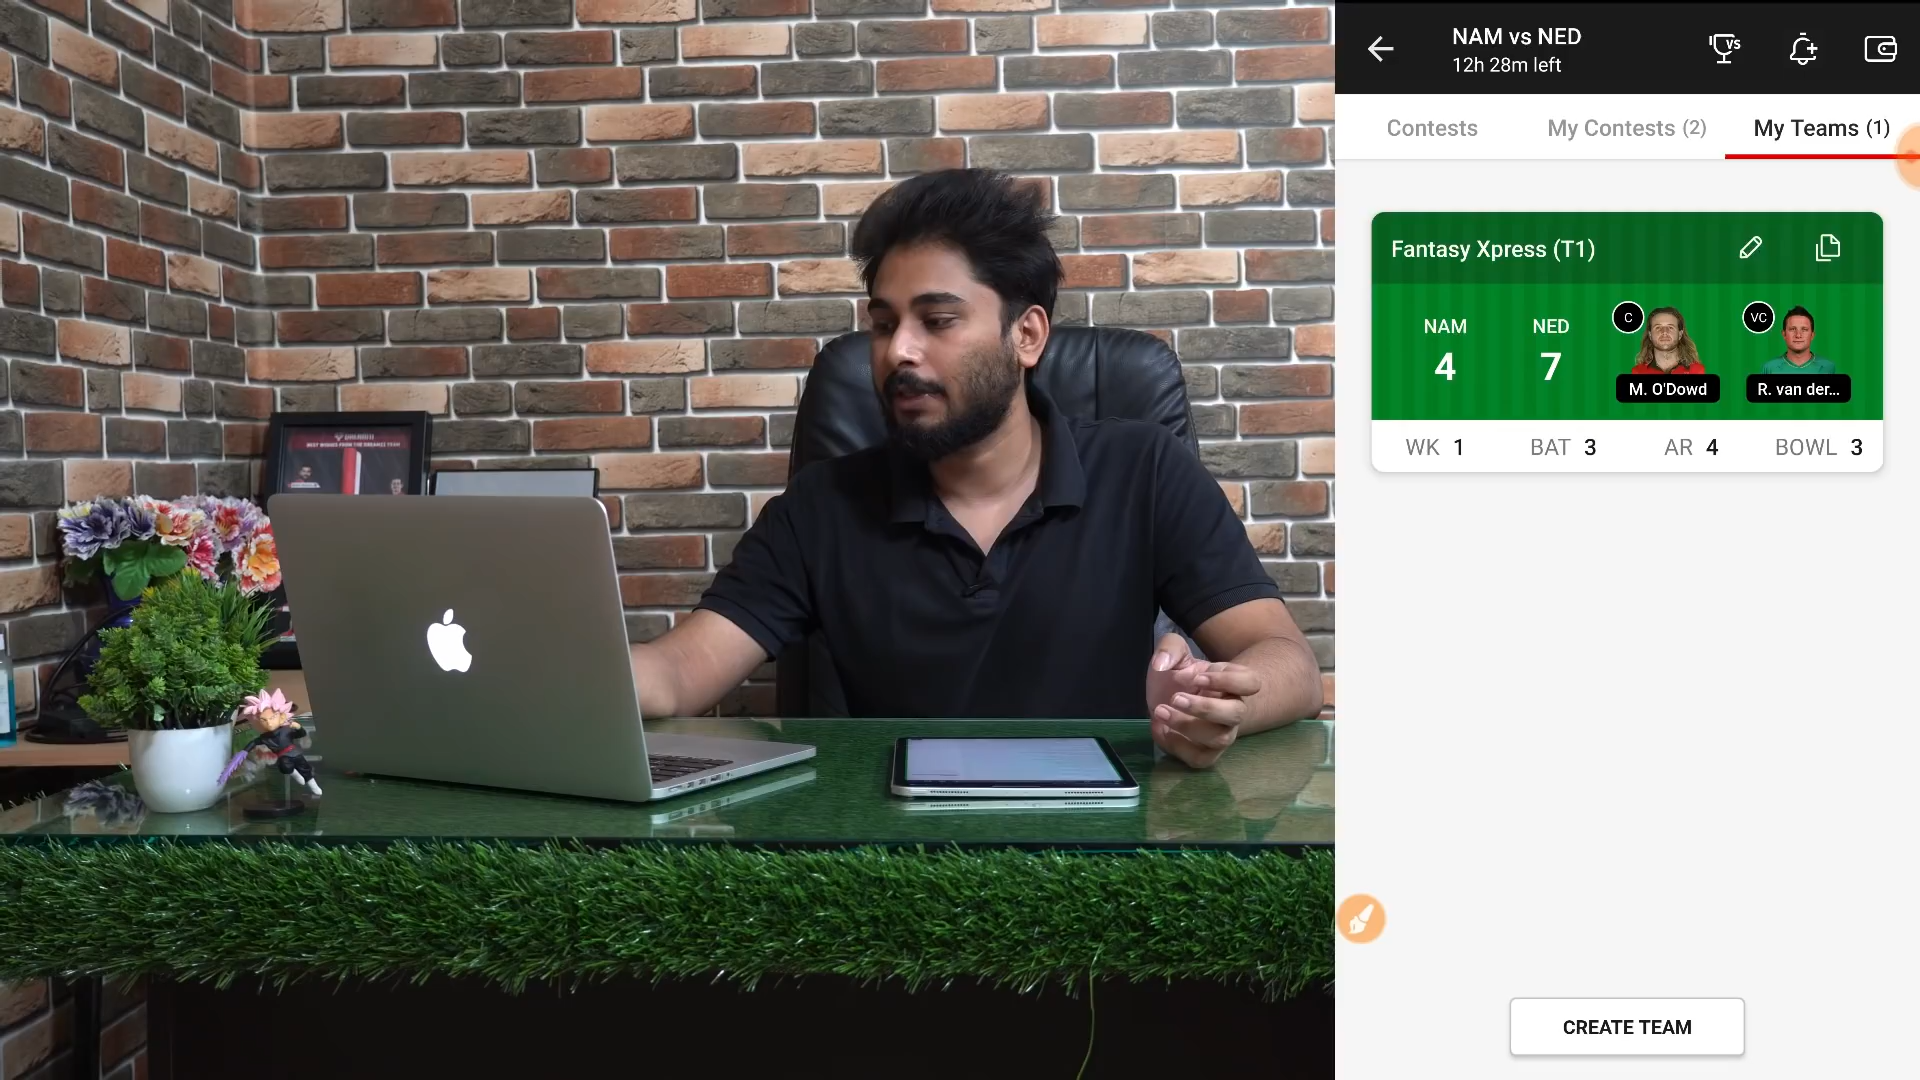 NAM vs NED
12h 28m left
VS
Contests
My Contests (2)
My Teams (1)
Fantasy Xpress (T1)
NAM
4
NED
7
C
M. O'Dowd
VC
R. van der...
WK 1
BAT 3
AR 4
BOWL 3
CREATE TEAM